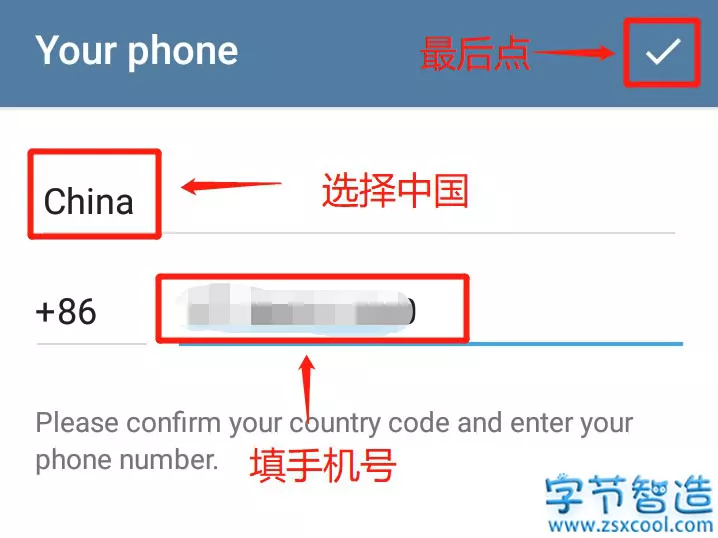 Your phone
最后点
China
选择中国
+86
0
Please confirm your country code and enter your
phone number.
填手机号
字节智造
www.zsxcool.com